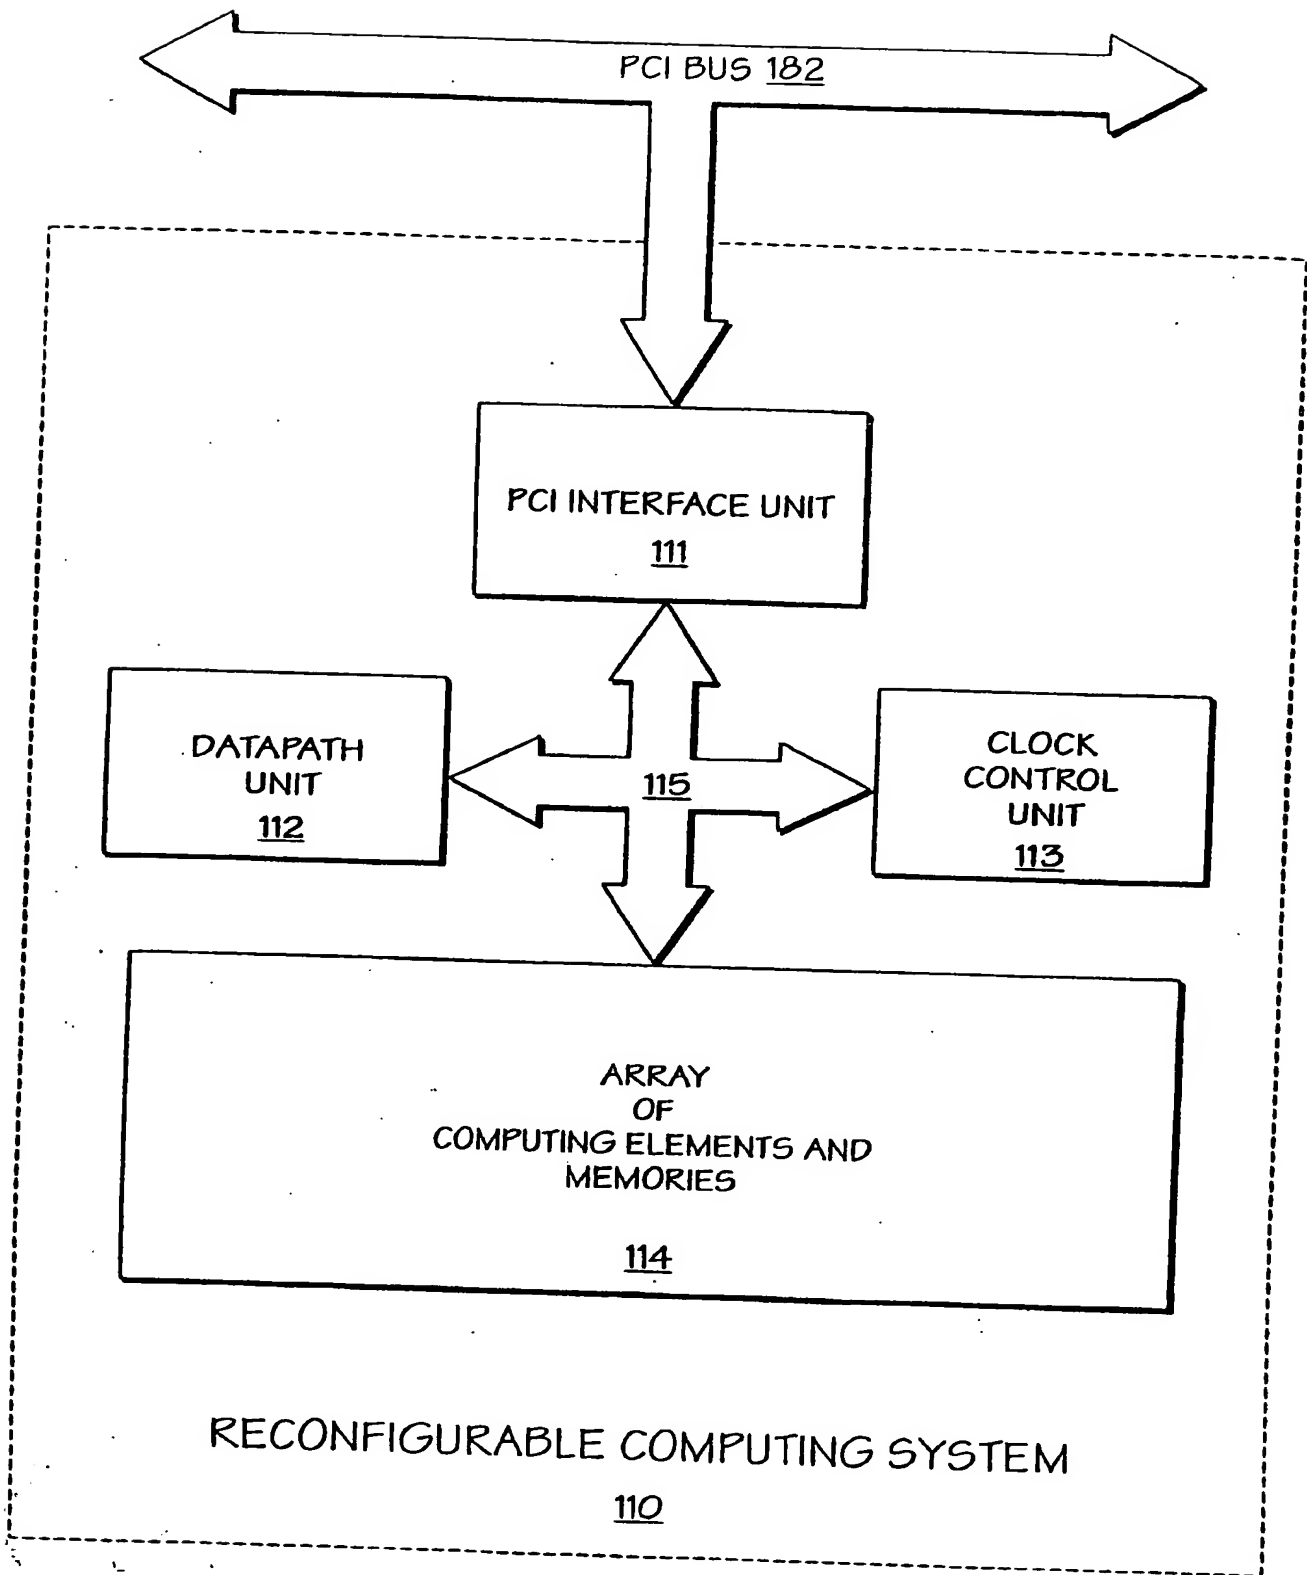 PCI BUS 182
PCI INTERFACE UNIT
111
DATAPATH
UNIT
112
115
CLOCK
CONTROL
UNIT
113
ARRAY
OF
COMPUTING ELEMENTS AND
MEMORIES
114
RECONFIGURABLE COMPUTING SYSTEM
110